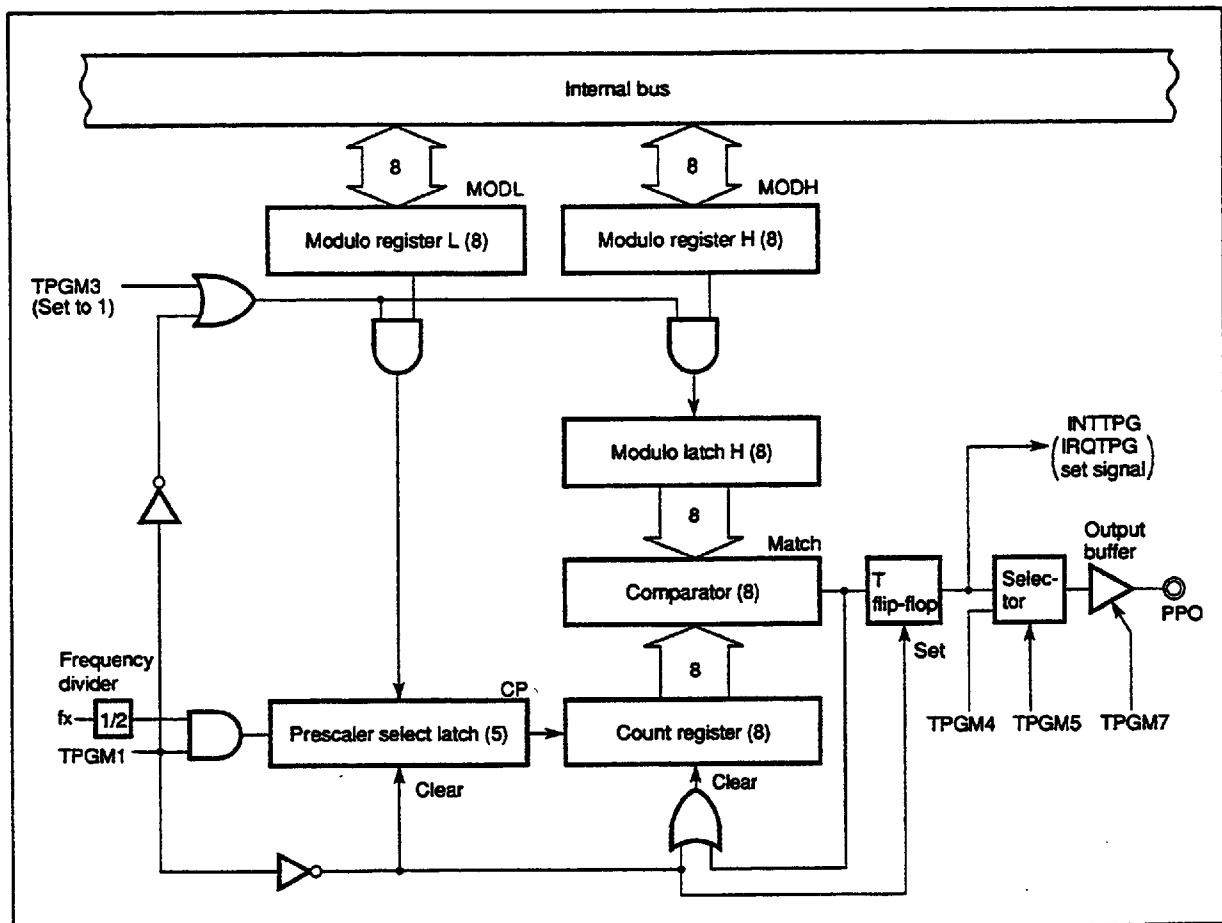 Internal bus
8
8
MODL
MODH
Modulo register L (8)
Modulo register H (8)
TPGM3
(Set to 1)
Modulo latch H (8)
INTTPG
IRQTPG
set signal
8
Match
Output
buffer
Comparator (8)
T
flip-flop
Selec-
tor
PPO
Set
8
Frequency
divider
CP
fx
1/2
Prescaler select latch (5)
Count register (8)
TPGM4
TPGM5
TPGM7
TPGM1
Clear
Clear